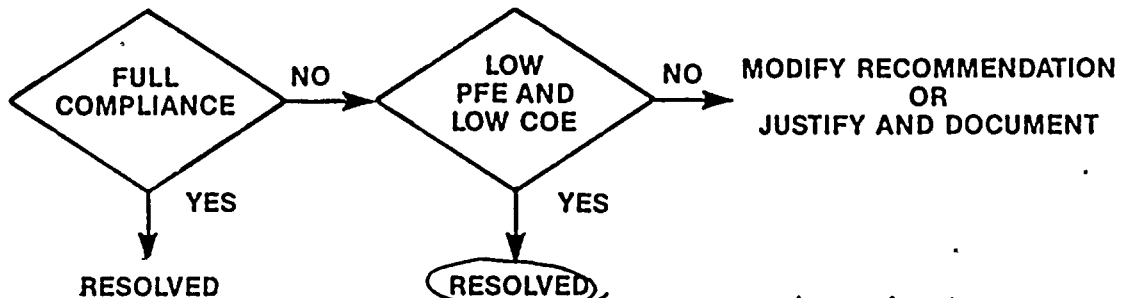 FULL
COMPLIANCE
NO
LOW
PFE AND
LOW COE
NO
MODIFY RECOMMENDATION
OR
JUSTIFY AND DOCUMENT
YES
YES
RESOLVED
RESOLVED